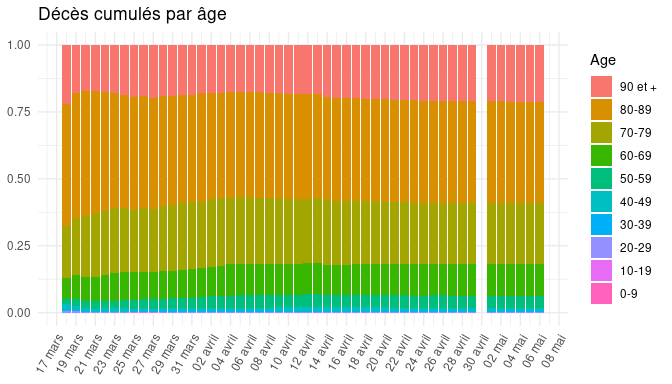 Décès cumulés par âge
1.00
0.75
0.50
0.25
0.00
17 mars
19 mars
21 mars
23 mars
25 mars
27 mars
29 mars
31 mars
02 avril
04 avril
06 avril
08 avril
10 avril
12 avril
14 avril
16 avril
18 avril
20 avril
22 avril
24 avril
26 avril
28 avril
30 avril
02 mai
04 mai
06 mai
08 mai
Age
90 et +
80-89
70-79
60-69
50-59
40-49
30-39
20-29
10-19
0-9